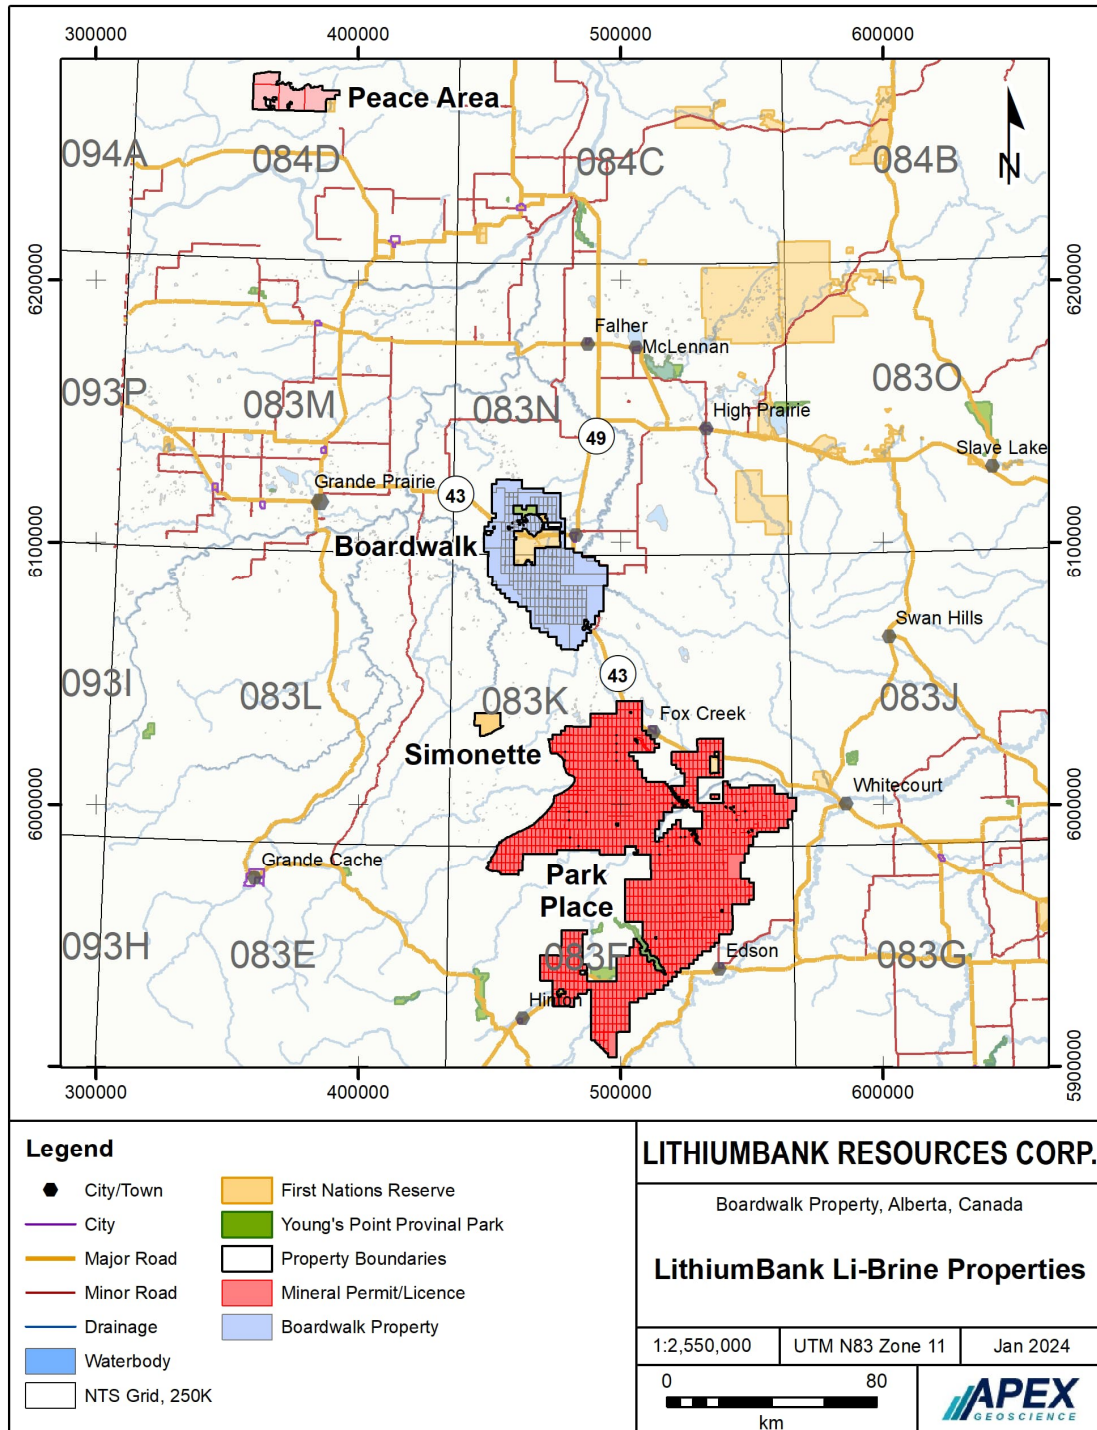 300000
400000
500000
600000
Peace Area
N
094A
084D
084C
084B
6200000
6200000
Falher
McLennan
093P
083M
083N
083O
High Prairie
49
Slave Lake
Grande Prairie
43
6100000
Boardwalk
6100000
Swan Hills
093I
083L
083K
43
083J
Fox Creek
Simonette
Whitecourt
6000000
6000000
Grande Cache
Park
Place
093H
083E
083F
Edson
083G
Hinton
5900000
300000
400000
500000
600000
Legend
City/Town
City
Major Road
Minor Road
Drainage
Waterbody
NTS Grid, 250K
First Nations Reserve
Young's Point Provinal Park
Property Boundaries
Mineral Permit/Licence
Boardwalk Property
LITHIUMBANK RESOURCES CORP.
Boardwalk Property, Alberta, Canada
LithiumBank Li-Brine Properties
1:2,550,000
UTM N83 Zone 11
Jan 2024
0
80
km
APEX
GEOSCIENCE